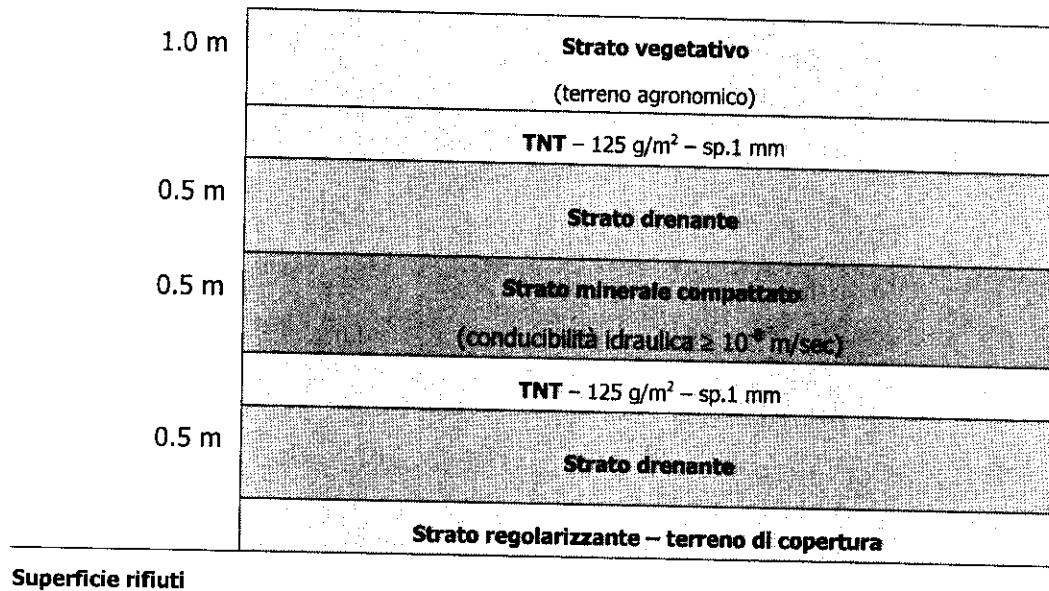 1.0 m
Strato vegetativo
(terreno agronomico)
TNT – 125 g/m² – sp.1 mm
0.5 m
Strato drenante
0.5 m
Strato minerale compattato
(conducibilità idraulica ≥ 10 m/sec)
TNT – 125 g/m² – sp.1 mm
0.5 m
Strato drenante
Strato regolarizzante – terreno di copertura
Superficie rifiuti